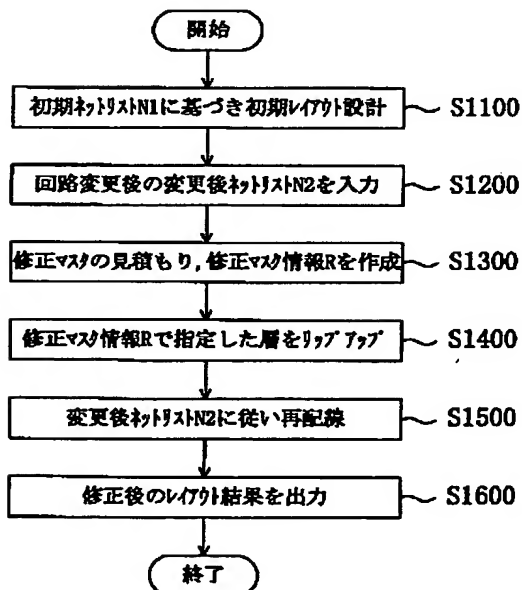 開始
初期ネットリストN1に基づき初期レイアウト設計 S1100
回路変更後の変更後ネットリストN2を入力 S1200
修正マスタの見積もり,修正マスク情報Rを作成 S1300
修正マスク情報Rで指定した層をリップアップ S1400
変更後ネットリストN2に従い再配線 S1500
修正後のレイアウト結果を出力 S1600
終了